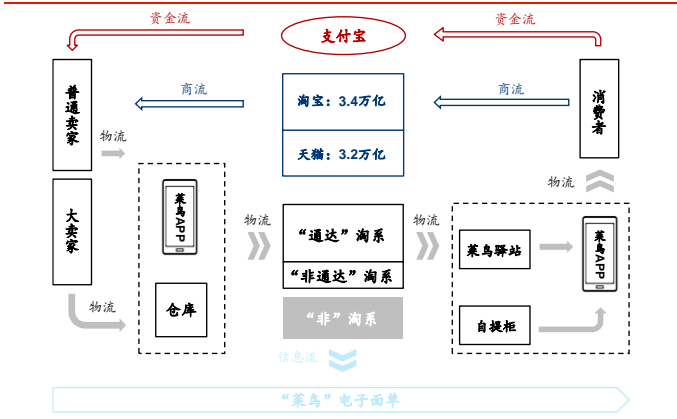 资金流
支付宝
资金流
普通卖家
商流
淘宝：3.4万亿
天猫：3.2万亿
商流
消费者
物流
大卖家
菜鸟APP
仓库
物流
物流
“通达”淘系
“非通达”淘系
“非”淘系
物流
物流
菜鸟驿站
自提柜
菜鸟APP
信息流
“菜鸟”电子面单